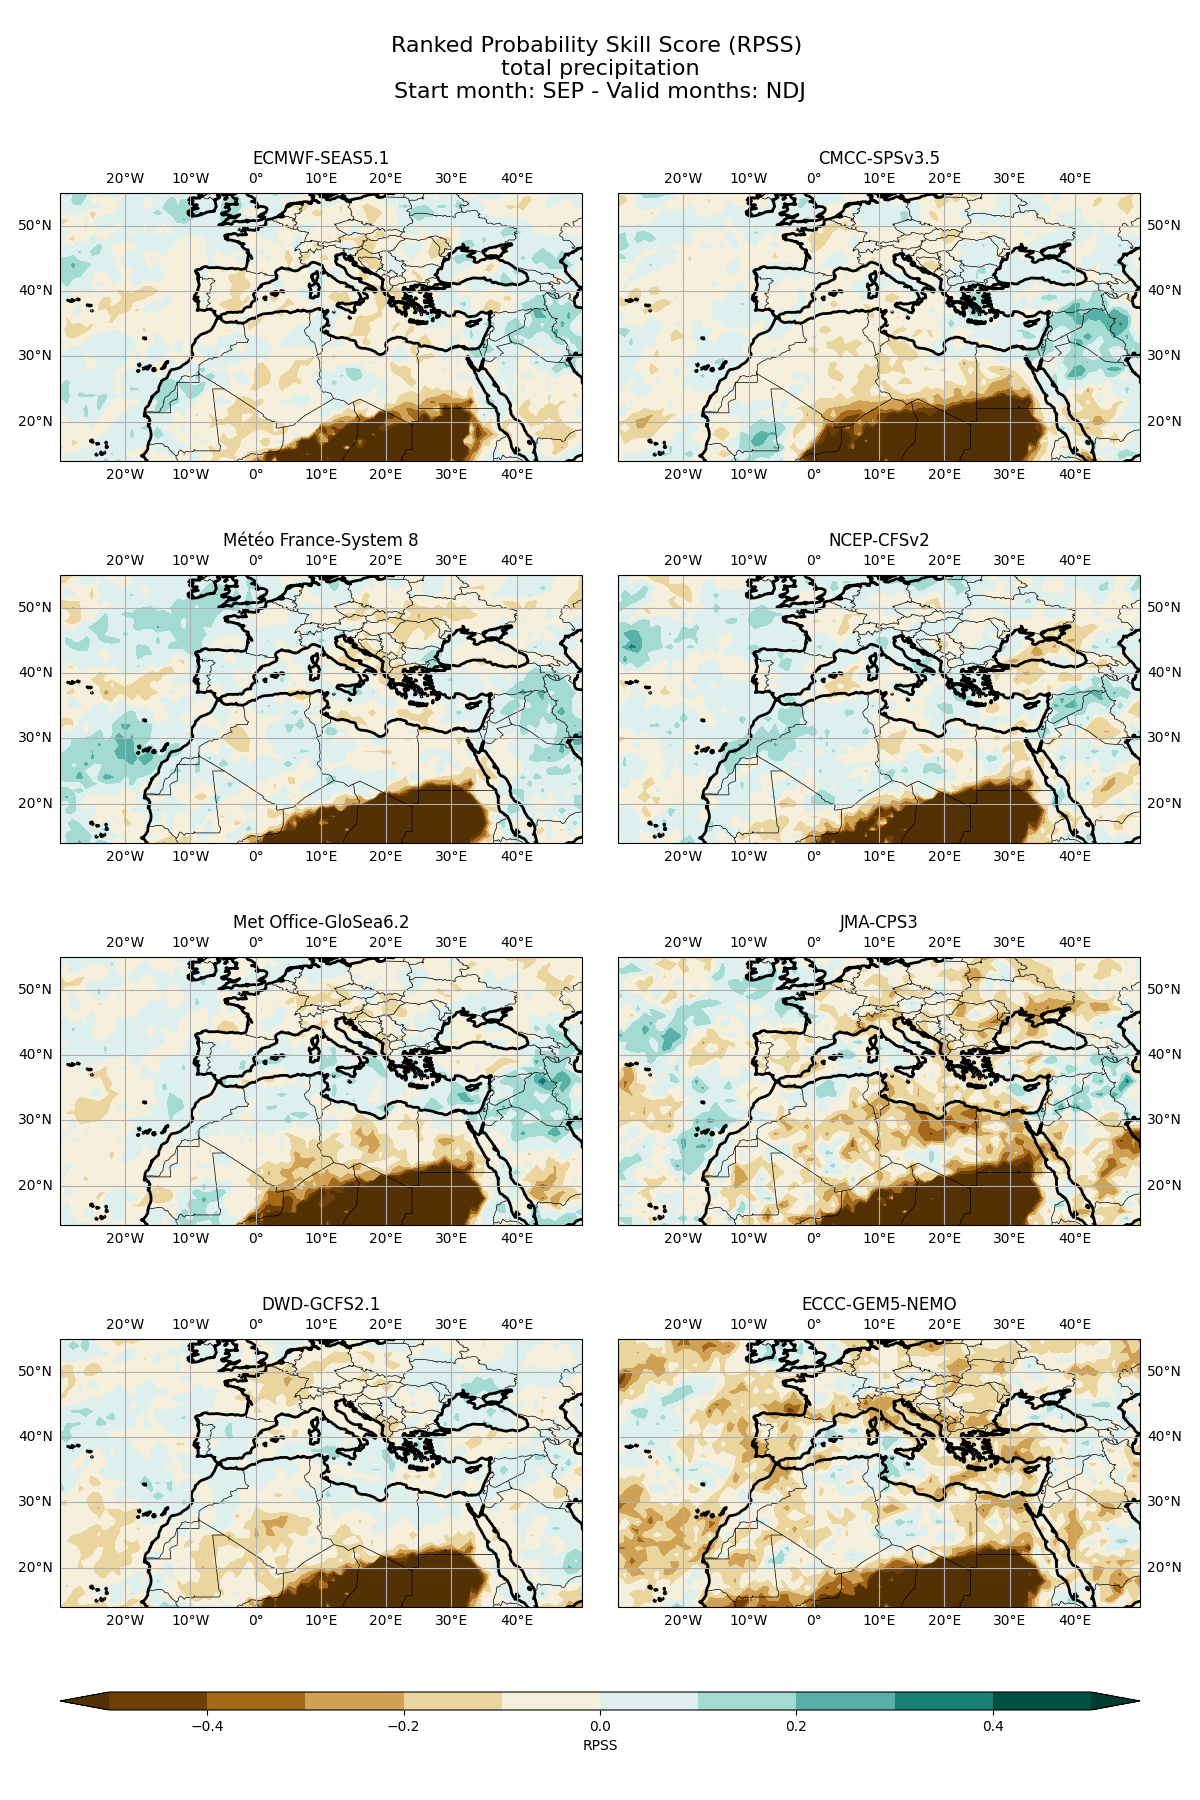 Ranked Probability Skill Score (RPSS)
total precipitation
Start month: SEP - Valid months: NDJ
ECMWF-SEAS5.1
CMCC-SPSv3.5
20°W 10°W 0° 10°E 20°E 30°E 40°E
20°W 10°W 0° 10°E 20°E 30°E 40°E
50°N
50°N
40°N
40°N
30°N
30°N
20°N
20°N
20°W 10°W 0° 10°E 20°E 30°E 40°E
20°W 10°W 0° 10°E 20°E 30°E 40°E
Météo France-System 8
NCEP-CFSv2
20°W 10°W 0° 10°E 20°E 30°E 40°E
20°W 10°W 0° 10°E 20°E 30°E 40°E
50°N
50°N
40°N
40°N
30°N
30°N
20°N
20°N
20°W 10°W 0° 10°E 20°E 30°E 40°E
20°W 10°W 0° 10°E 20°E 30°E 40°E
Met Office-GloSea6.2
JMA-CPS3
20°W 10°W 0° 10°E 20°E 30°E 40°E
20°W 10°W 0° 10°E 20°E 30°E 40°E
50°N
50°N
40°N
40°N
30°N
30°N
20°N
20°N
20°W 10°W 0° 10°E 20°E 30°E 40°E
20°W 10°W 0° 10°E 20°E 30°E 40°E
DWD-GCFS2.1
ECCC-GEM5-NEMO
20°W 10°W 0° 10°E 20°E 30°E 40°E
20°W 10°W 0° 10°E 20°E 30°E 40°E
50°N
50°N
40°N
40°N
30°N
30°N
20°N
20°N
20°W 10°W 0° 10°E 20°E 30°E 40°E
20°W 10°W 0° 10°E 20°E 30°E 40°E
−0.4 −0.2 0.0 0.2 0.4
RPSS